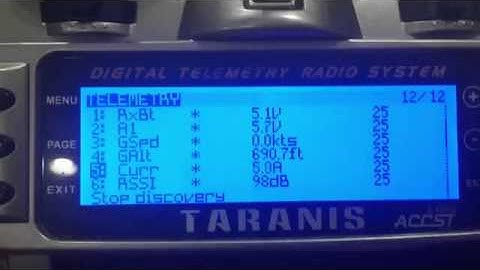 DIGITAL TELEMETRY RADIO SYSTEM
MENU
PAGE
EXIT
TELEMETRY 12/12
1: RxBt * 5.1V 25
2: A1 * 5.7V 25
3: GSpd * 0.0kts 25
4: GAlt * 690.7ft 25
5: Curr * 5.0A 25
6: RSSI * 98dB 25
Stop discovery
TARANIS ACCST